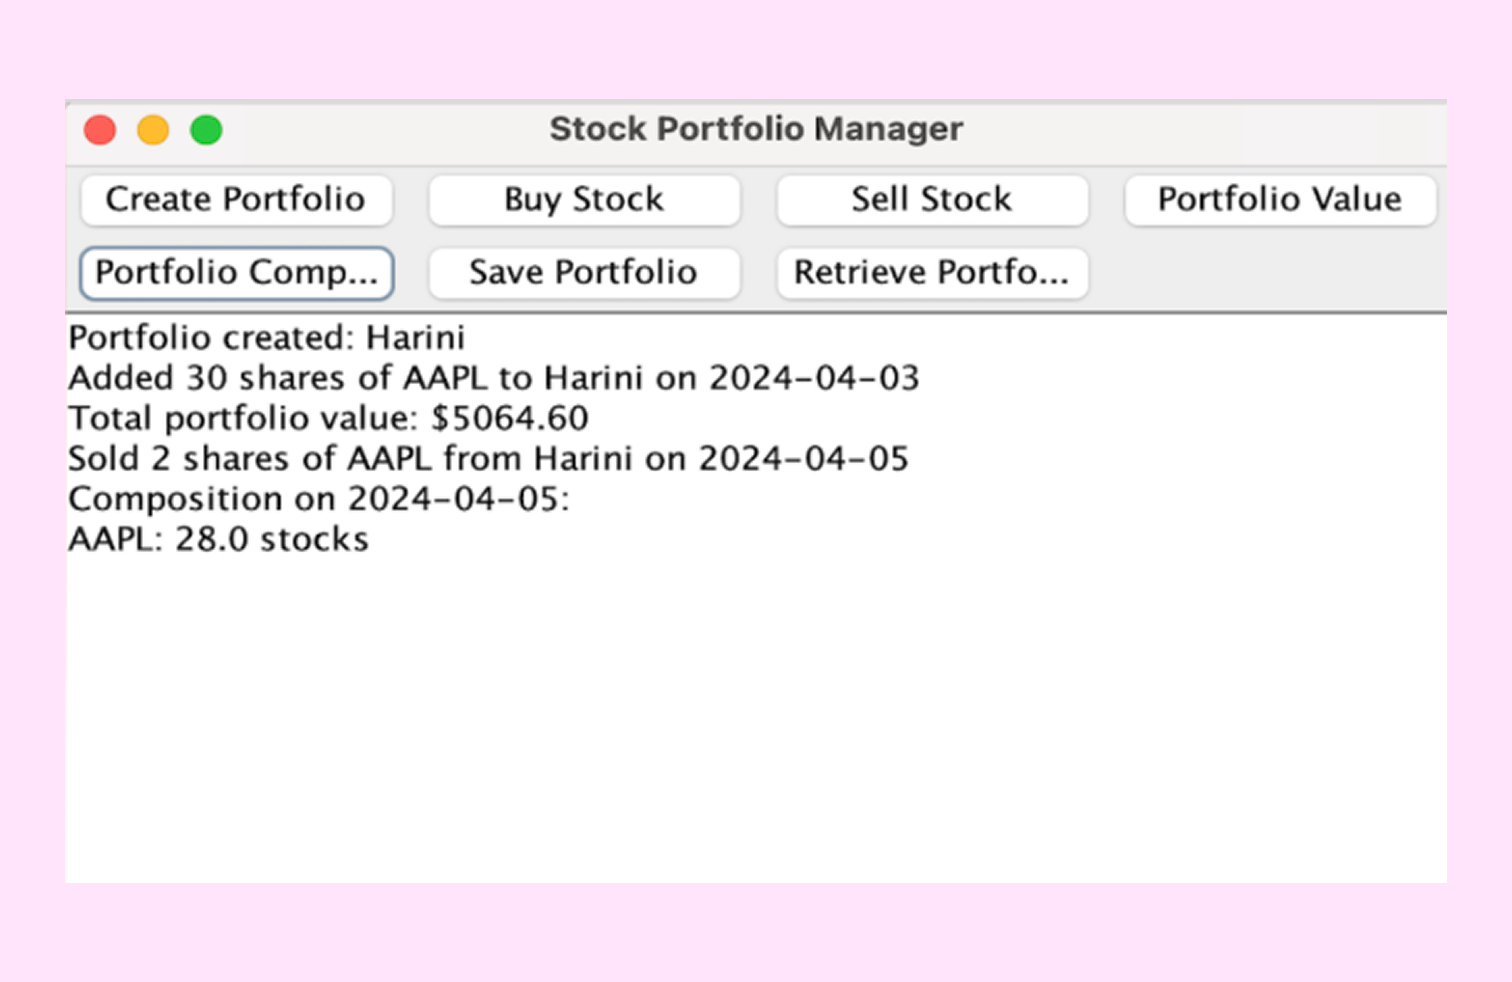 Stock Portfolio Manager
Create Portfolio Buy Stock Sell Stock Portfolio Value
Portfolio Comp... Save Portfolio Retrieve Portfo...
Portfolio created: Harini
Added 30 shares of AAPL to Harini on 2024-04-03
Total portfolio value: $5064.60
Sold 2 shares of AAPL from Harini on 2024-04-05
Composition on 2024-04-05:
AAPL: 28.0 stocks